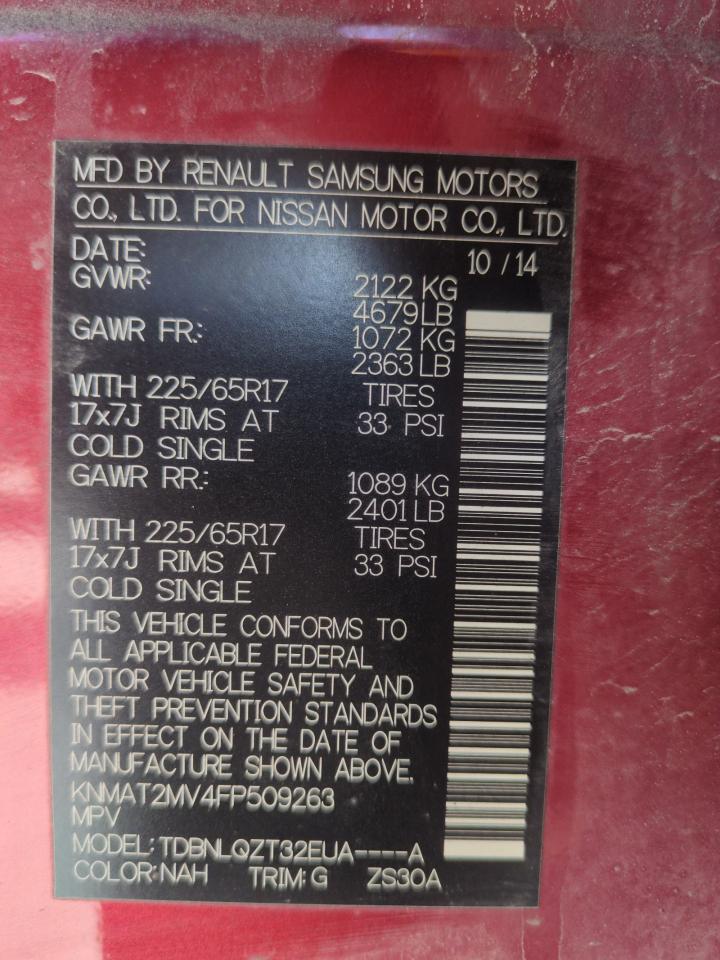 MFD BY RENAULT SAMSUNG MOTORS
CO., LTD. FOR NISSAN MOTOR CO., LTD.
DATE: 10 / 14
GVWR: 2122 KG
4679 LB
GAWR FR.: 1072 KG
2363 LB
WITH 225/65R17 TIRES
17x7J RIMS AT 33 PSI
COLD SINGLE
GAWR RR.: 1089 KG
2401 LB
WITH 225/65R17 TIRES
17x7J RIMS AT 33 PSI
COLD SINGLE
THIS VEHICLE CONFORMS TO
ALL APPLICABLE FEDERAL
MOTOR VEHICLE SAFETY AND
THEFT PREVENTION STANDARDS
IN EFFECT ON THE DATE OF
MANUFACTURE SHOWN ABOVE.
KNMAT2MV4FP509263
MPV
MODEL: TDBNLQZT32EUA----A
COLOR: NAH TRIM: G ZS30A